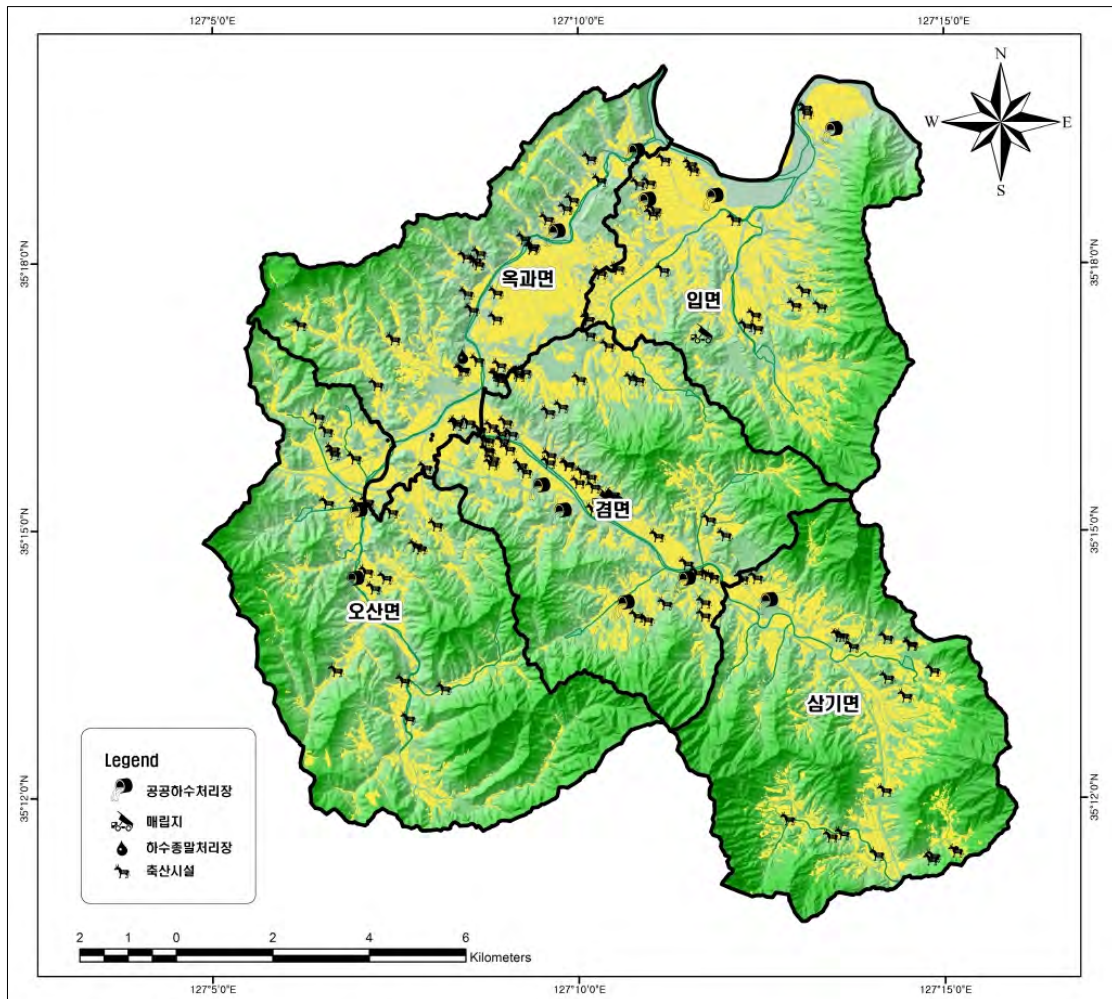 127°5'0"E
127°10'0"E
127°15'0"E
N
W
E
S
35°18'0"N
35°18'0"N
옥과면
입면
35°15'0"N
35°15'0"N
겸면
오산면
삼기면
Legend
공공하수처리장
매립지
하수종말처리장
축산시설
35°12'0"N
35°12'0"N
2 1 0 2 4 6
Kilometers
127°5'0"E
127°10'0"E
127°15'0"E